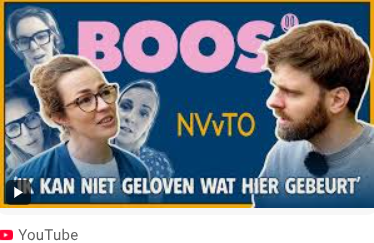 BOOS
NVvTO
'IK KAN NIET GELOVEN WAT HIER GEBEURT'
YouTube